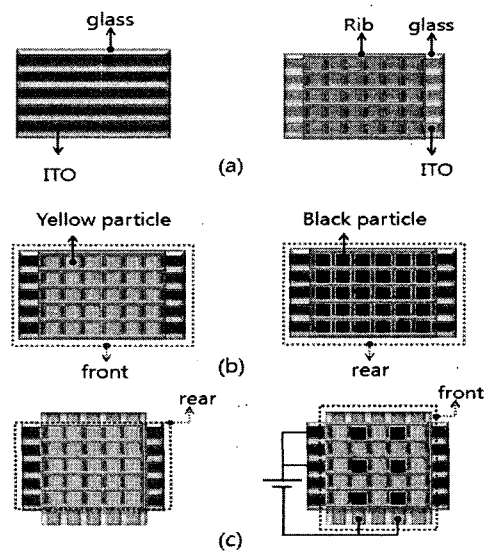 glass
Rib
glass
ITO
(a)
ITO
Yellow particle
Black particle
front
(b)
rear
rear
front
(c)